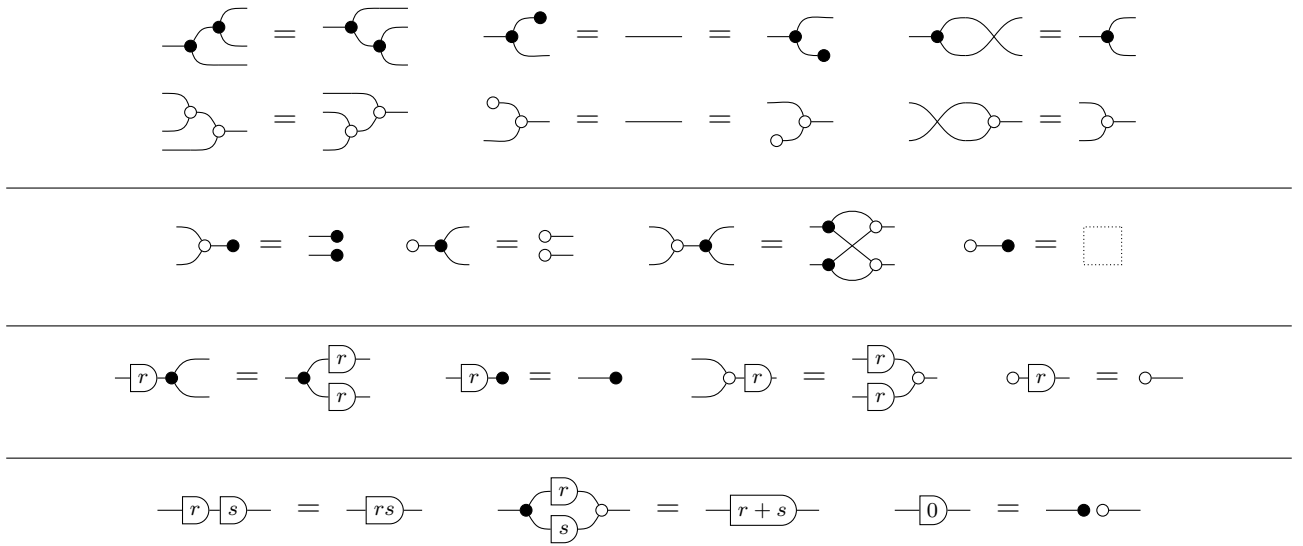 = = = =
= = = =
= = = =
r = r r r = r = r r r =
r s = rs r s = r + s 0 =